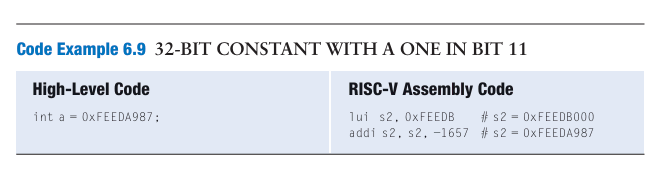 Code Example 6.9 32-BIT CONSTANT WITH A ONE IN BIT 11
High-Level Code
int a = 0xFEEDA987;
RISC-V Assembly Code
lui s2, 0xFEEDB # s2 = 0xFEEDB000
addi s2, s2, −1657 # s2 = 0xFEEDA987